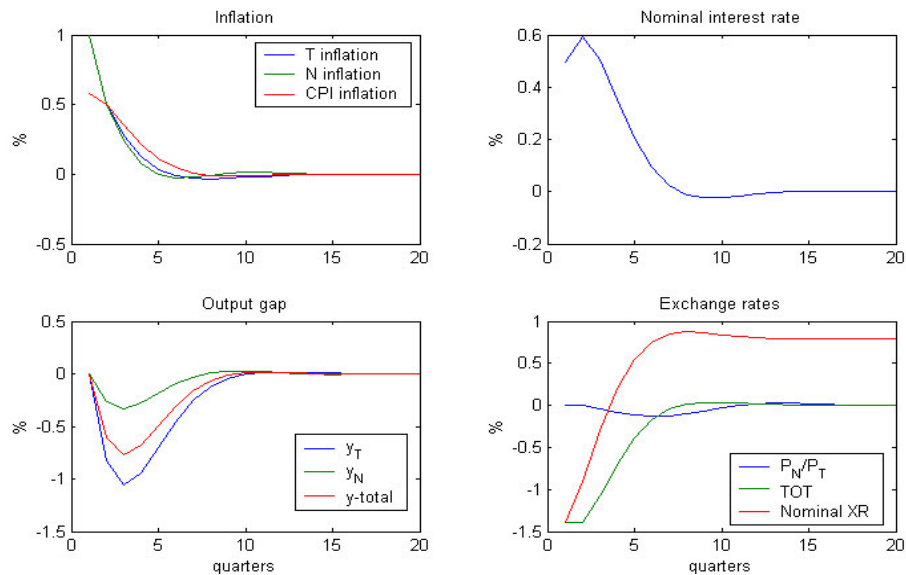 Inflation
1
0.5
0
-0.5
%
T inflation
N inflation
CPI inflation
0 5 10 15 20
Nominal interest rate
0.6
0.4
0.2
0
-0.2
%
0 5 10 15 20
Output gap
0.5
0
-0.5
-1
-1.5
%
y_T
y_N
y-total
0 5 10 15 20
quarters
Exchange rates
1
0.5
0
-0.5
-1
-1.5
%
P_N/P_T
TOT
Nominal XR
0 5 10 15 20
quarters